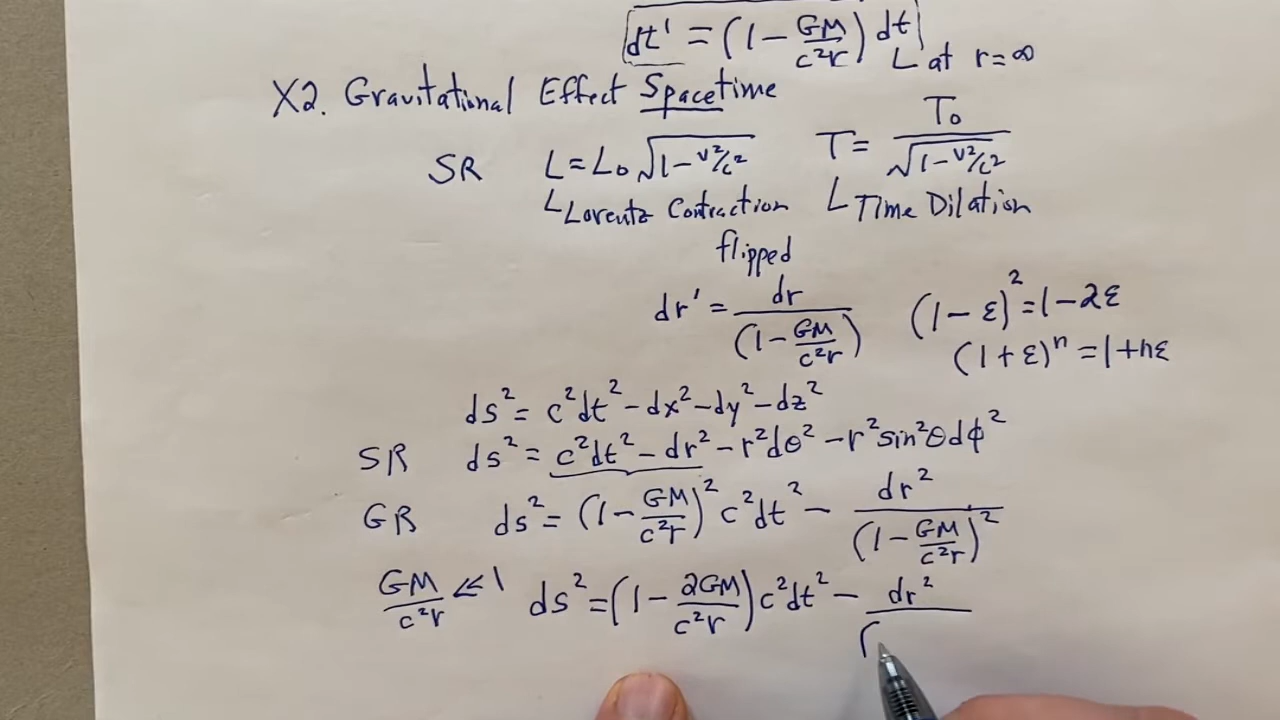 dt' = (1 - GM/c²r) dt
L at r=∞
X2. Gravitational Effect Spacetime
SR L = L₀ √1 - v²/c² T = T₀/√1 - v²/c²
L Lorentz Contraction L Time Dilation
flipped
dr' = dr/(1 - GM/c²r) (1 - ε)² = 1 - 2ε
(1 + ε)ⁿ = 1 + nε
ds² = c²dt² - dx² - dy² - dz²
SR ds² = c²dt² - dr² - r²dθ² - r²sin²θdϕ²
GR ds² = (1 - GM/c²r)² c²dt² - dr²/(1 - GM/c²r)²
GM/c²r << 1 ds² = (1 - 2GM/c²r) c²dt² - dr²/(